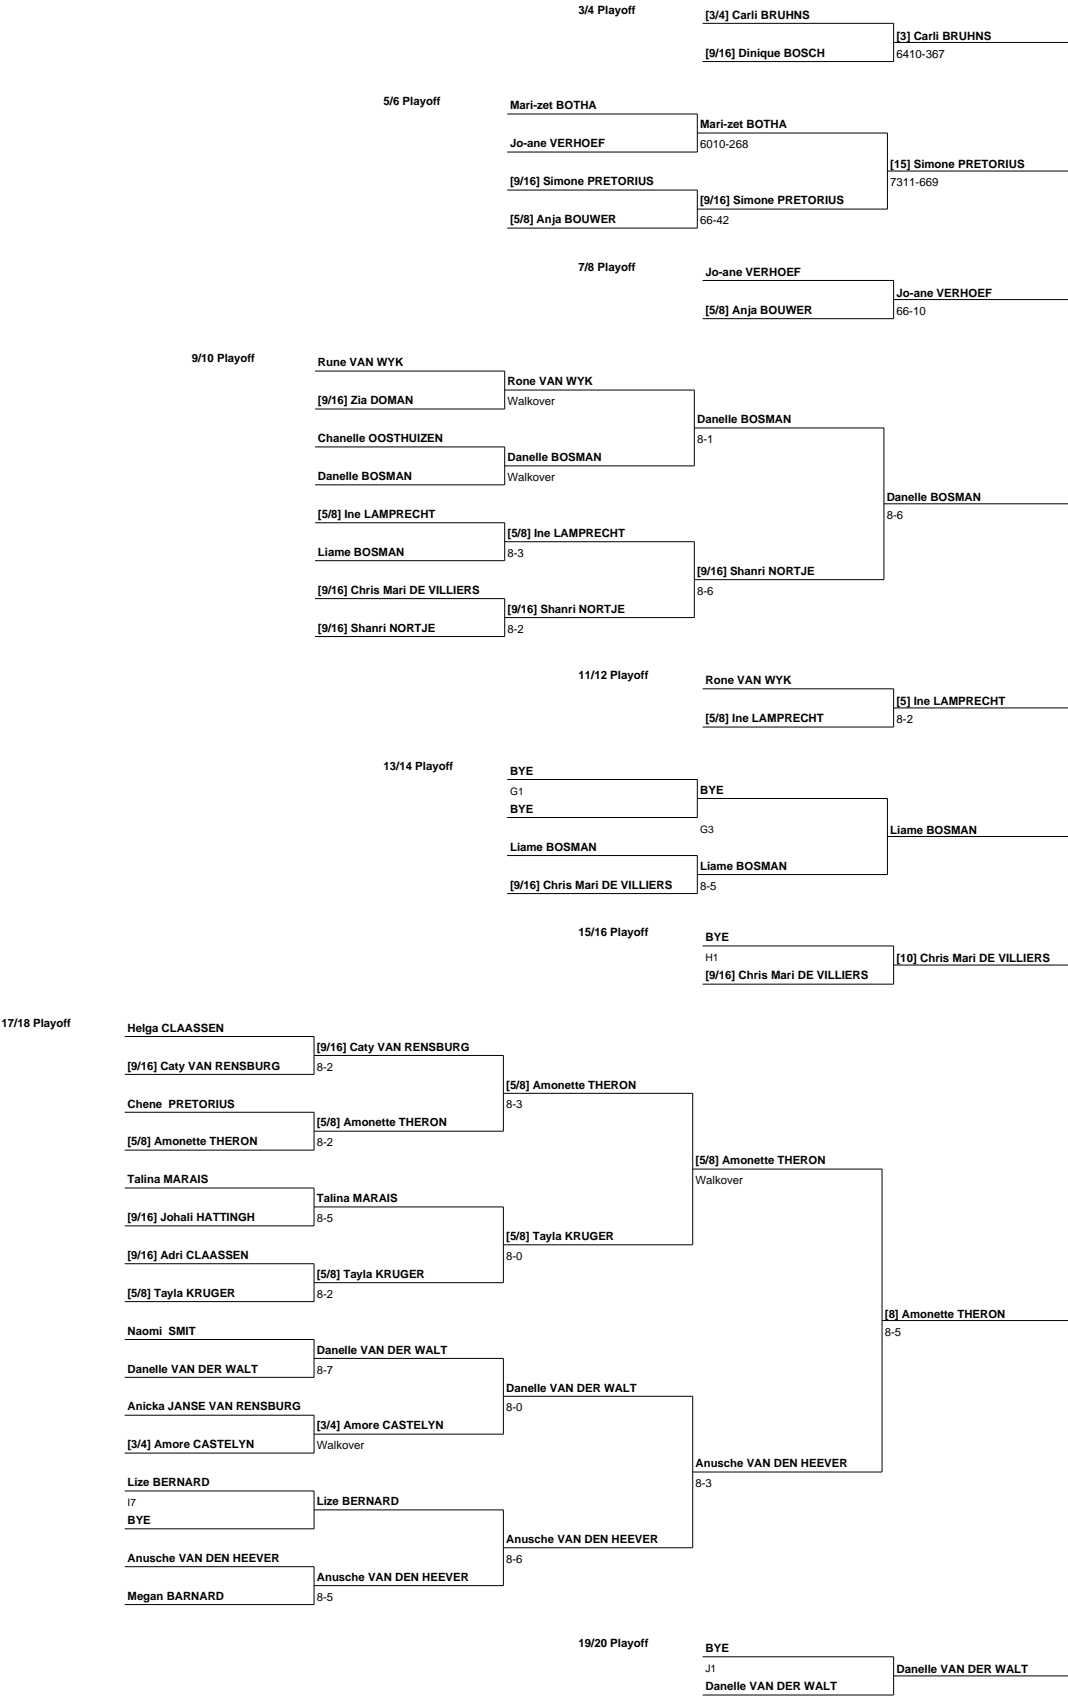 3/4 Playoff
[3/4] Carli BRUHNS
[3] Carli BRUHNS
[9/16] Dinique BOSCH
6410-367
5/6 Playoff
Mari-zet BOTHA
Mari-zet BOTHA
Jo-ane VERHOEF
6010-268
[15] Simone PRETORIUS
[9/16] Simone PRETORIUS
7311-669
[9/16] Simone PRETORIUS
[5/8] Anja BOUWER
66-42
7/8 Playoff
Jo-ane VERHOEF
Jo-ane VERHOEF
[5/8] Anja BOUWER
66-10
9/10 Playoff
Rune VAN WYK
Rone VAN WYK
[9/16] Zia DOMAN
Walkover
Danelle BOSMAN
Chanelle OOSTHUIZEN
8-1
Danelle BOSMAN
Danelle BOSMAN
Walkover
Danelle BOSMAN
[5/8] Ine LAMPRECHT
8-6
[5/8] Ine LAMPRECHT
Liame BOSMAN
8-3
[9/16] Shanri NORTJE
[9/16] Chris Mari DE VILLIERS
8-6
[9/16] Shanri NORTJE
[9/16] Shanri NORTJE
8-2
11/12 Playoff
Rone VAN WYK
[5] Ine LAMPRECHT
[5/8] Ine LAMPRECHT
8-2
13/14 Playoff
BYE
G1
BYE
BYE
G3
Liame BOSMAN
Liame BOSMAN
Liame BOSMAN
[9/16] Chris Mari DE VILLIERS
8-5
15/16 Playoff
BYE
H1
[10] Chris Mari DE VILLIERS
[9/16] Chris Mari DE VILLIERS
17/18 Playoff
Helga CLAASSEN
[9/16] Caty VAN RENSBURG
[9/16] Caty VAN RENSBURG
8-2
[5/8] Amonette THERON
Chene  PRETORIUS
8-3
[5/8] Amonette THERON
[5/8] Amonette THERON
8-2
[5/8] Amonette THERON
Talina MARAIS
Walkover
Talina MARAIS
[9/16] Johali HATTINGH
8-5
[5/8] Tayla KRUGER
[9/16] Adri CLAASSEN
8-0
[5/8] Tayla KRUGER
[5/8] Tayla KRUGER
8-2
[8] Amonette THERON
Naomi  SMIT
8-5
Danelle VAN DER WALT
Danelle VAN DER WALT
8-7
Danelle VAN DER WALT
Anicka JANSE VAN RENSBURG
8-0
[3/4] Amore CASTELYN
[3/4] Amore CASTELYN
Walkover
Anusche VAN DEN HEEVER
Lize BERNARD
8-3
I7
Lize BERNARD
BYE
Anusche VAN DEN HEEVER
Anusche VAN DEN HEEVER
8-6
Anusche VAN DEN HEEVER
Megan BARNARD
8-5
19/20 Playoff
BYE
J1
Danelle VAN DER WALT
Danelle VAN DER WALT